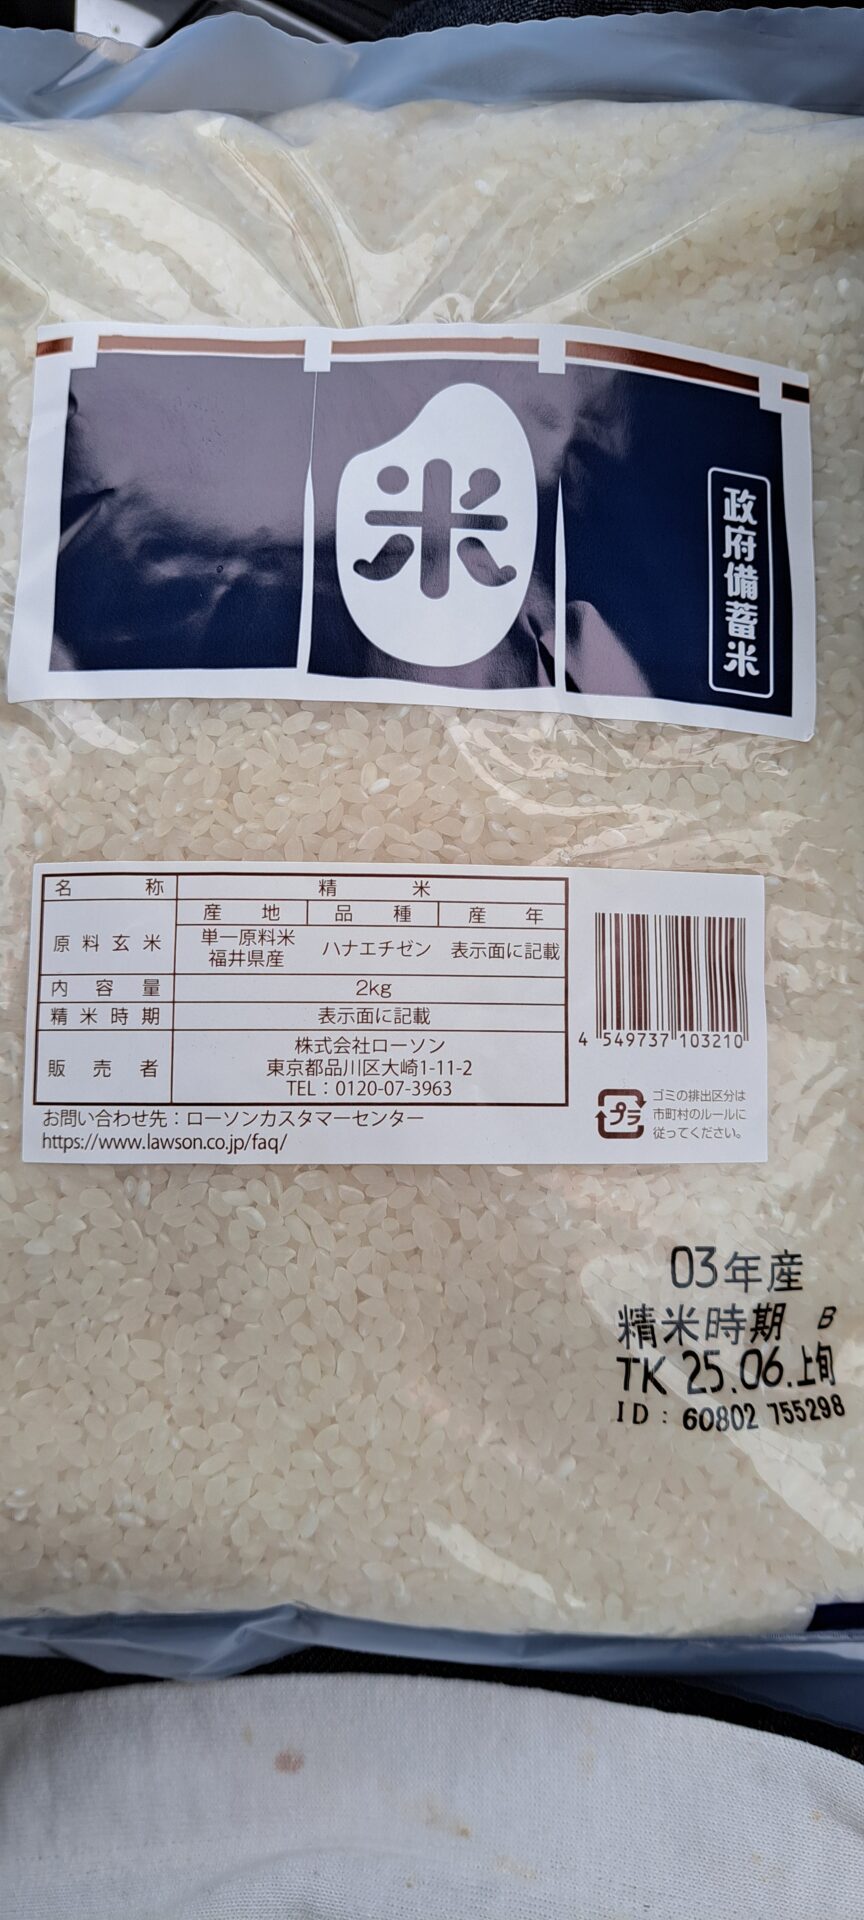 米
政府備蓄米
名称 精米
原料玄米 産地 品種 産年
単一原料米 福井県産 ハナエチゼン 表示面に記載
内容量 2kg
精米時期 表示面に記載
販売者 株式会社ローソン
東京都品川区大崎1-11-2
TEL：0120-07-3963
お問い合わせ先：ローソンカスタマーセンター
https://www.lawson.co.jp/faq/
4 549737 103210
プラ
ゴミの排出区分は
市町村のルールに
従ってください。
03年産
精米時期 B
TK 25.06.上旬
ID：60802 755298